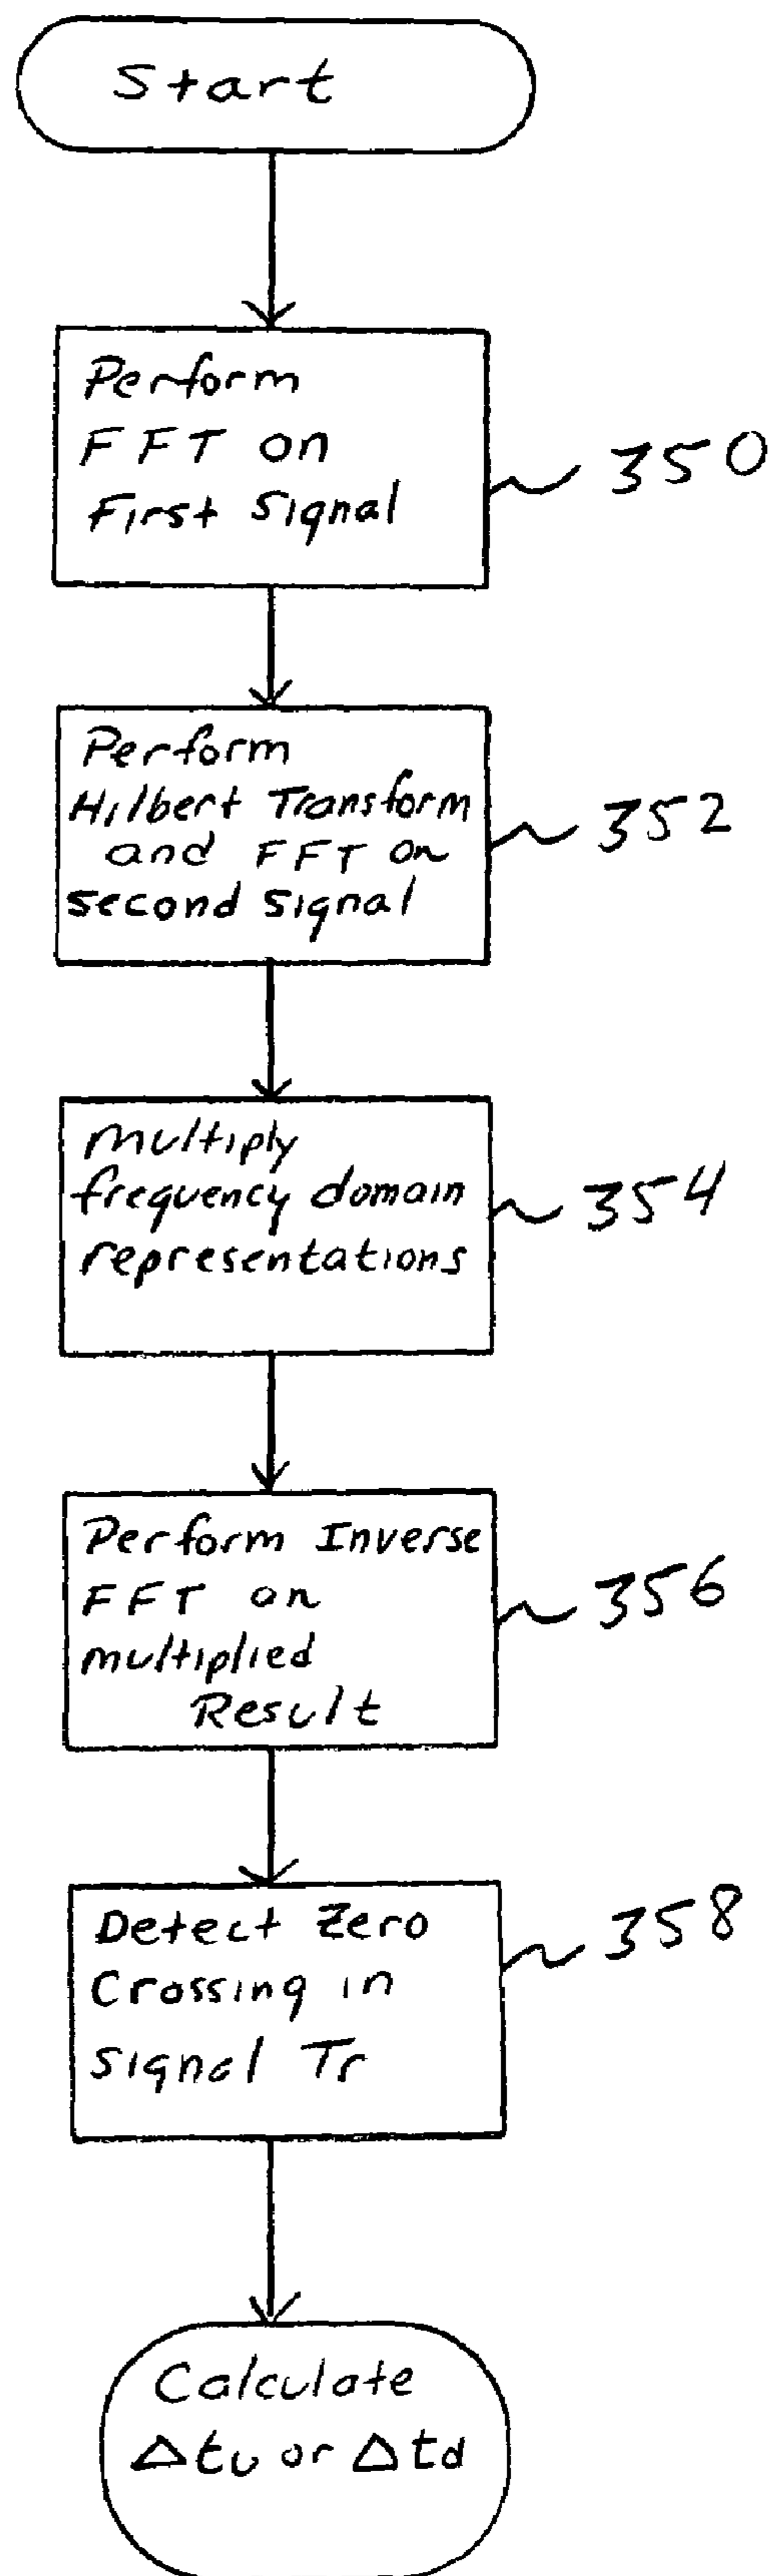 Start
Perform
FFT on
First Signal
350
Perform
Hilbert Transform
and FFT on
second signal
352
Multiply
frequency domain
representations
354
Perform Inverse
FFT on
multiplied
Result
356
Detect Zero
Crossing in
Signal Tr
358
Calculate
Δtu or Δtd